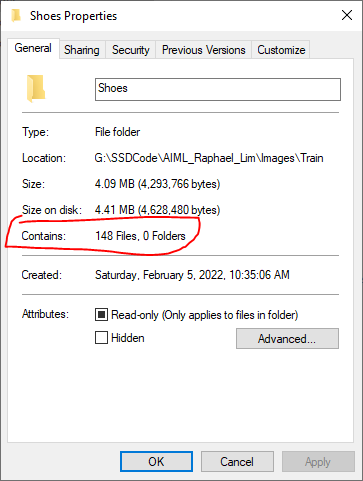 Shoes Properties
General Sharing Security Previous Versions Customize
Shoes
Type: File folder
Location: G:\SSDCode\AIML_Raphael_Lim\Images\Train
Size: 4.09 MB (4,293,766 bytes)
Size on disk: 4.41 MB (4,628,480 bytes)
Contains: 148 Files, 0 Folders
Created: Saturday, February 5, 2022, 10:35:06 AM
Attributes: Read-only (Only applies to files in folder)
Hidden Advanced...
OK Cancel Apply